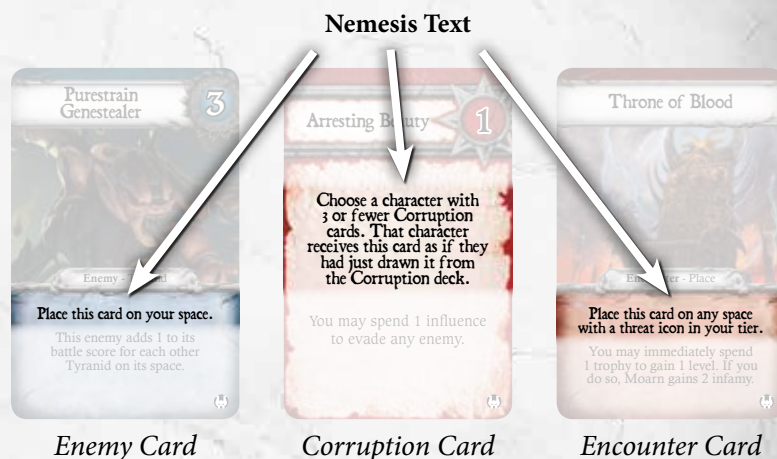 Nemesis Text
Purestrain
Genestealer
3
Enemy -
Place this card on your space.
This enemy adds 1 to its
battle score for each other
Tyranid on its space.
Enemy Card
Arresting
1
Choose a character with
3 or fewer Corruption
cards. That character
receives this card as if they
had just drawn it from
the Corruption deck.
You may spend 1 influence
to evade any enemy.
Corruption Card
Throne of Blood
- Place
Place this card on any space
with a threat icon in your tier.
You may immediately spend
1 trophy to gain 1 level. If you
do so, Moarn gains 2 infamy.
Encounter Card